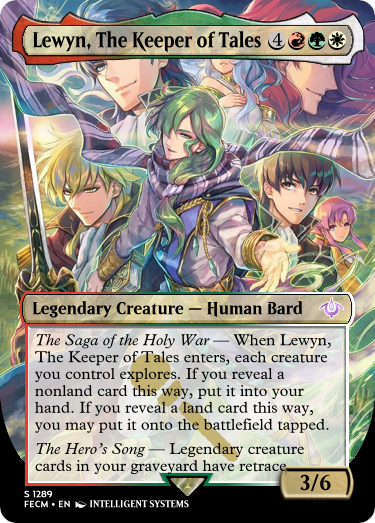 Lewyn, The Keeper of Tales 4
Legendary Creature — Human Bard
The Saga of the Holy War — When Lewyn,
The Keeper of Tales enters, each creature
you control explores. If you reveal a
nonland card this way, put it into your
hand. If you reveal a land card this way,
you may put it onto the battlefield tapped.
The Hero's Song — Legendary creature
cards in your graveyard have retrace.
3/6
S 1289
FECM • EN INTELLIGENT SYSTEMS